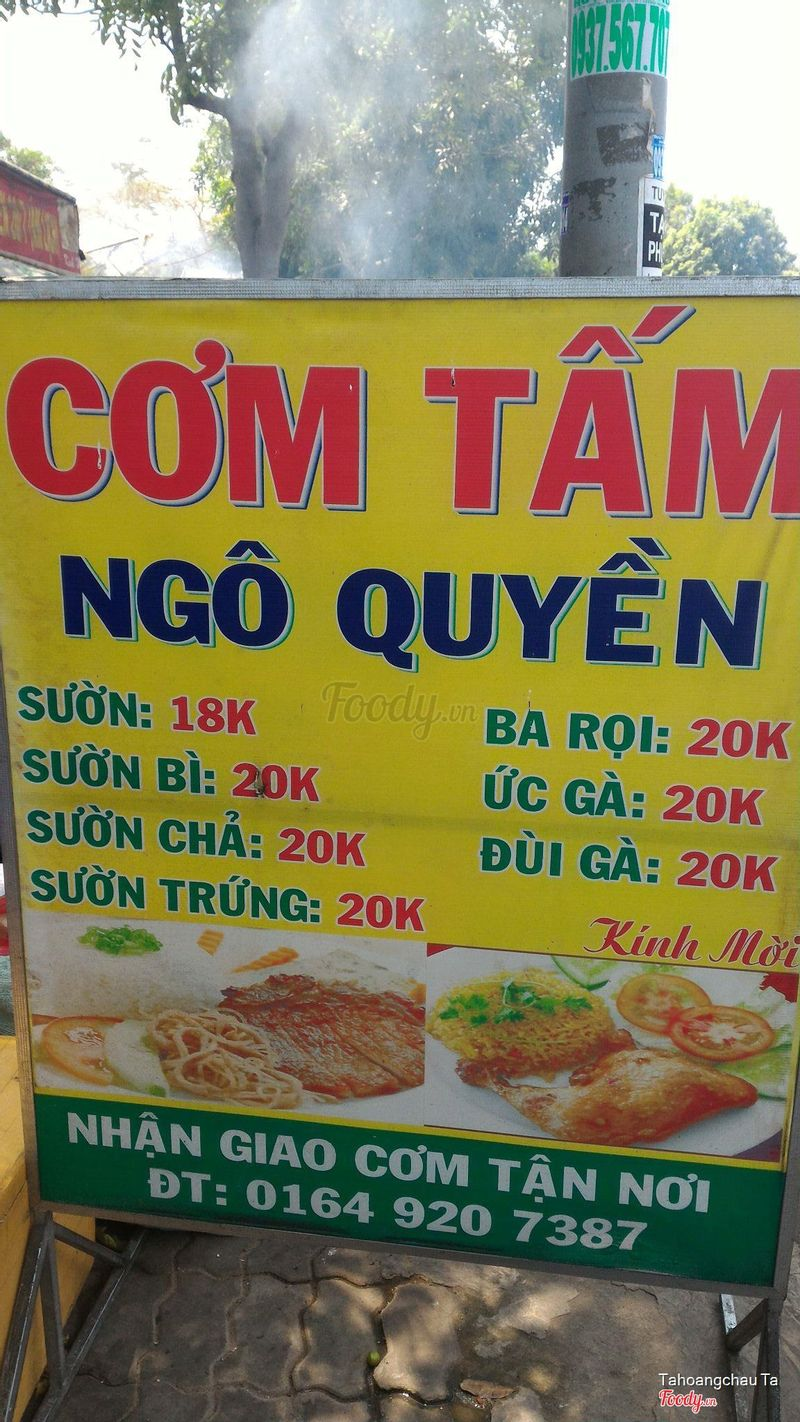 0937.567.707
TẤM
CƠM TẤM
NGÔ QUYỀN
SƯỜN: 18K
SƯỜN BÌ: 20K
SƯỜN CHẢ: 20K
SƯỜN TRỨNG: 20K
BA RỌI: 20K
ỨC GÀ: 20K
ĐÙI GÀ: 20K
Kính Mời
Foody.vn
NHẬN GIAO CƠM TẬN NƠI
ĐT: 0164 920 7387
Tahoangchau Ta
Foody.vn